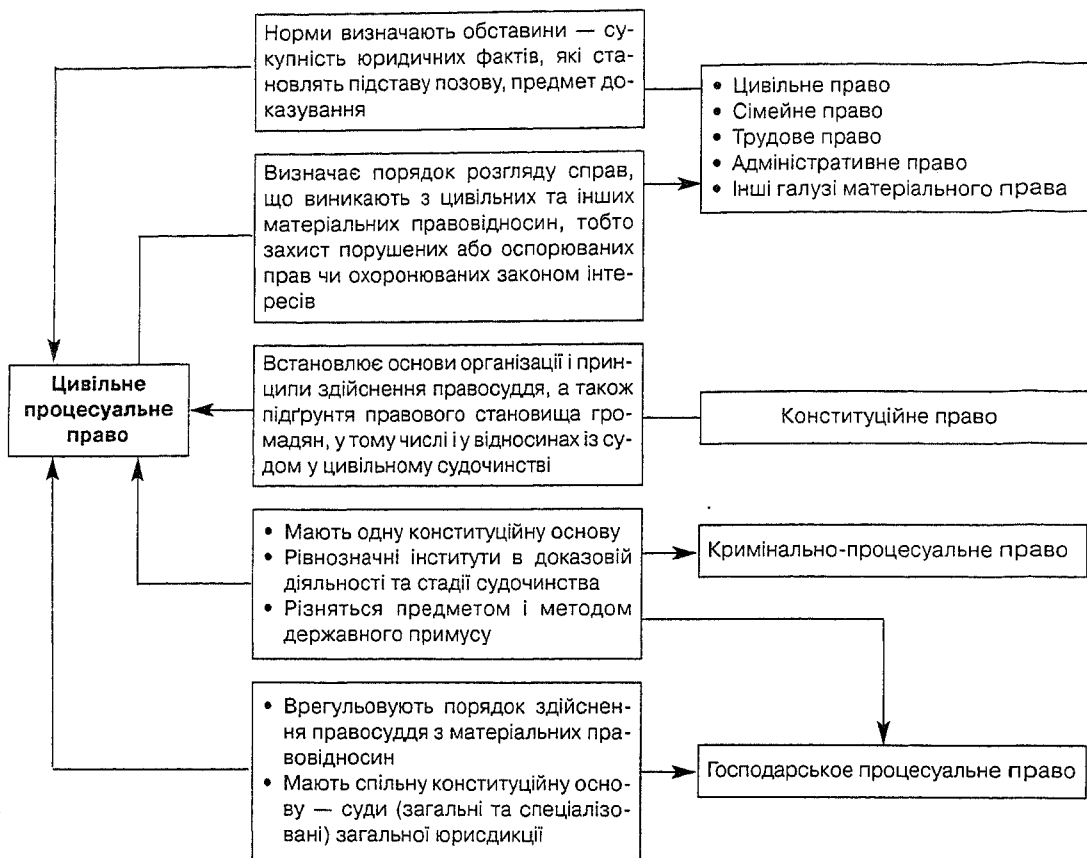 Норми визначають обставини — су-
купність юридичних фактів, які ста-
новлять підставу позову, предмет до-
казування
• Цивільне право
• Сімейне право
• Трудове право
• Адміністративне право
• Інші галузі матеріального права
Визначає порядок розгляду справ,
що виникають з цивільних та інших
матеріальних правовідносин, тобто
захист порушених або оспорюваних
прав чи охоронюваних законом інте-
ресів
Цивільне
процесуальне
право
Встановлює основи організації і прин-
ципи здійснення правосуддя, а також
підґрунтя правового становища гро-
мадян, у тому числі і у відносинах із су-
дом у цивільному судочинстві
Конституційне право
• Мають одну конституційну основу
• Рівнозначні інститути в доказовій
діяльності та стадії судочинства
• Різняться предметом і методом
державного примусу
Кримінально-процесуальне право
• Врегульовують порядок здійснен-
ня правосуддя з матеріальних пра-
вовідносин
• Мають спільну конституційну осно-
ву — суди (загальні та спеціалізо-
вані) загальної юрисдикції
Господарське процесуальне право